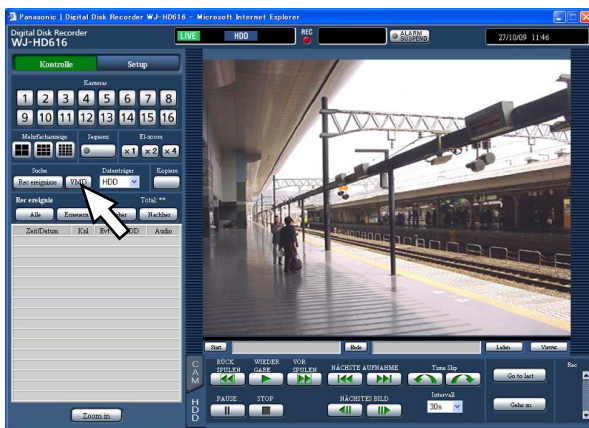 Panasonic | Digital Disk Recorder WJ-HD616 - Microsoft Internet Explorer
Digital Disk Recorder
WJ-HD616
LIVE HDD REC ALARM SUSPEND 27/10/09 11:46
Kontrolle Setup
Kameras
1 2 3 4 5 6 7 8
9 10 11 12 13 14 15 16
Mehrfachanzeige Sequenz El-zoom
x1 x2 x4
Suche Datenträger Kopiere
Rec ereignisse VMD HDD
Rec ereignis Total: **
Alle Nachher
Zeit/Datum Knl Evt Audio
Zoom in
Start Ende Laden Viewer
CAM
HDD
RÜCK SPULEN WIEDER GABE VOR SPULEN NÄCHSTE AUFNAHME Time Skip
Go to last
Rec
PAUSE STOP NÄCHSTES BILD Intervall
30s
Gehe zu